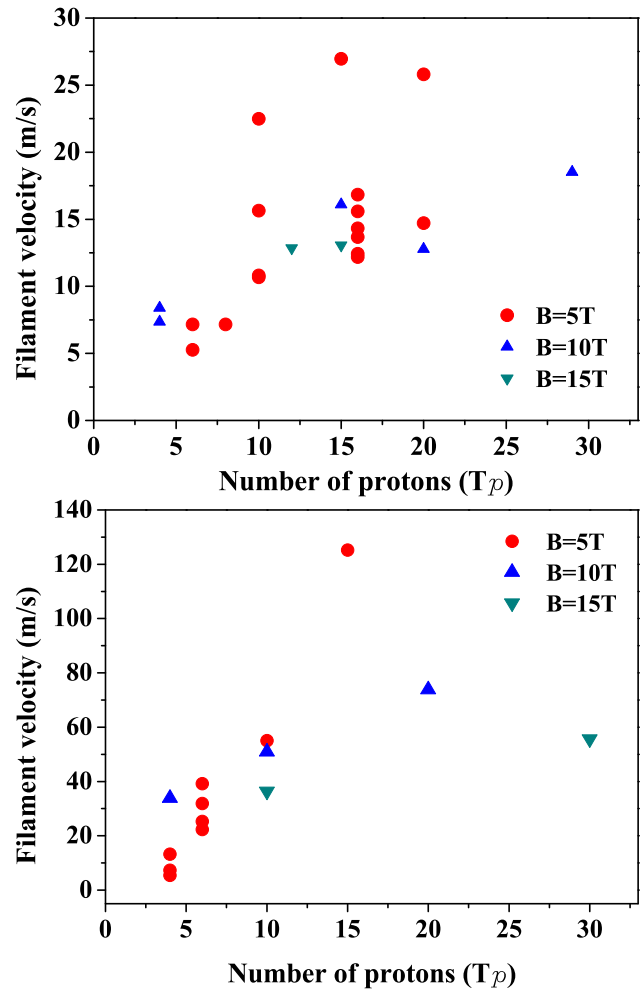 30
25
20
15
10
5
0
Filament velocity (m/s)
B=5T
B=10T
B=15T
0 5 10 15 20 25 30
Number of protons (Tp)
140
120
100
80
60
40
20
0
Filament velocity (m/s)
B=5T
B=10T
B=15T
0 5 10 15 20 25 30
Number of protons (Tp)